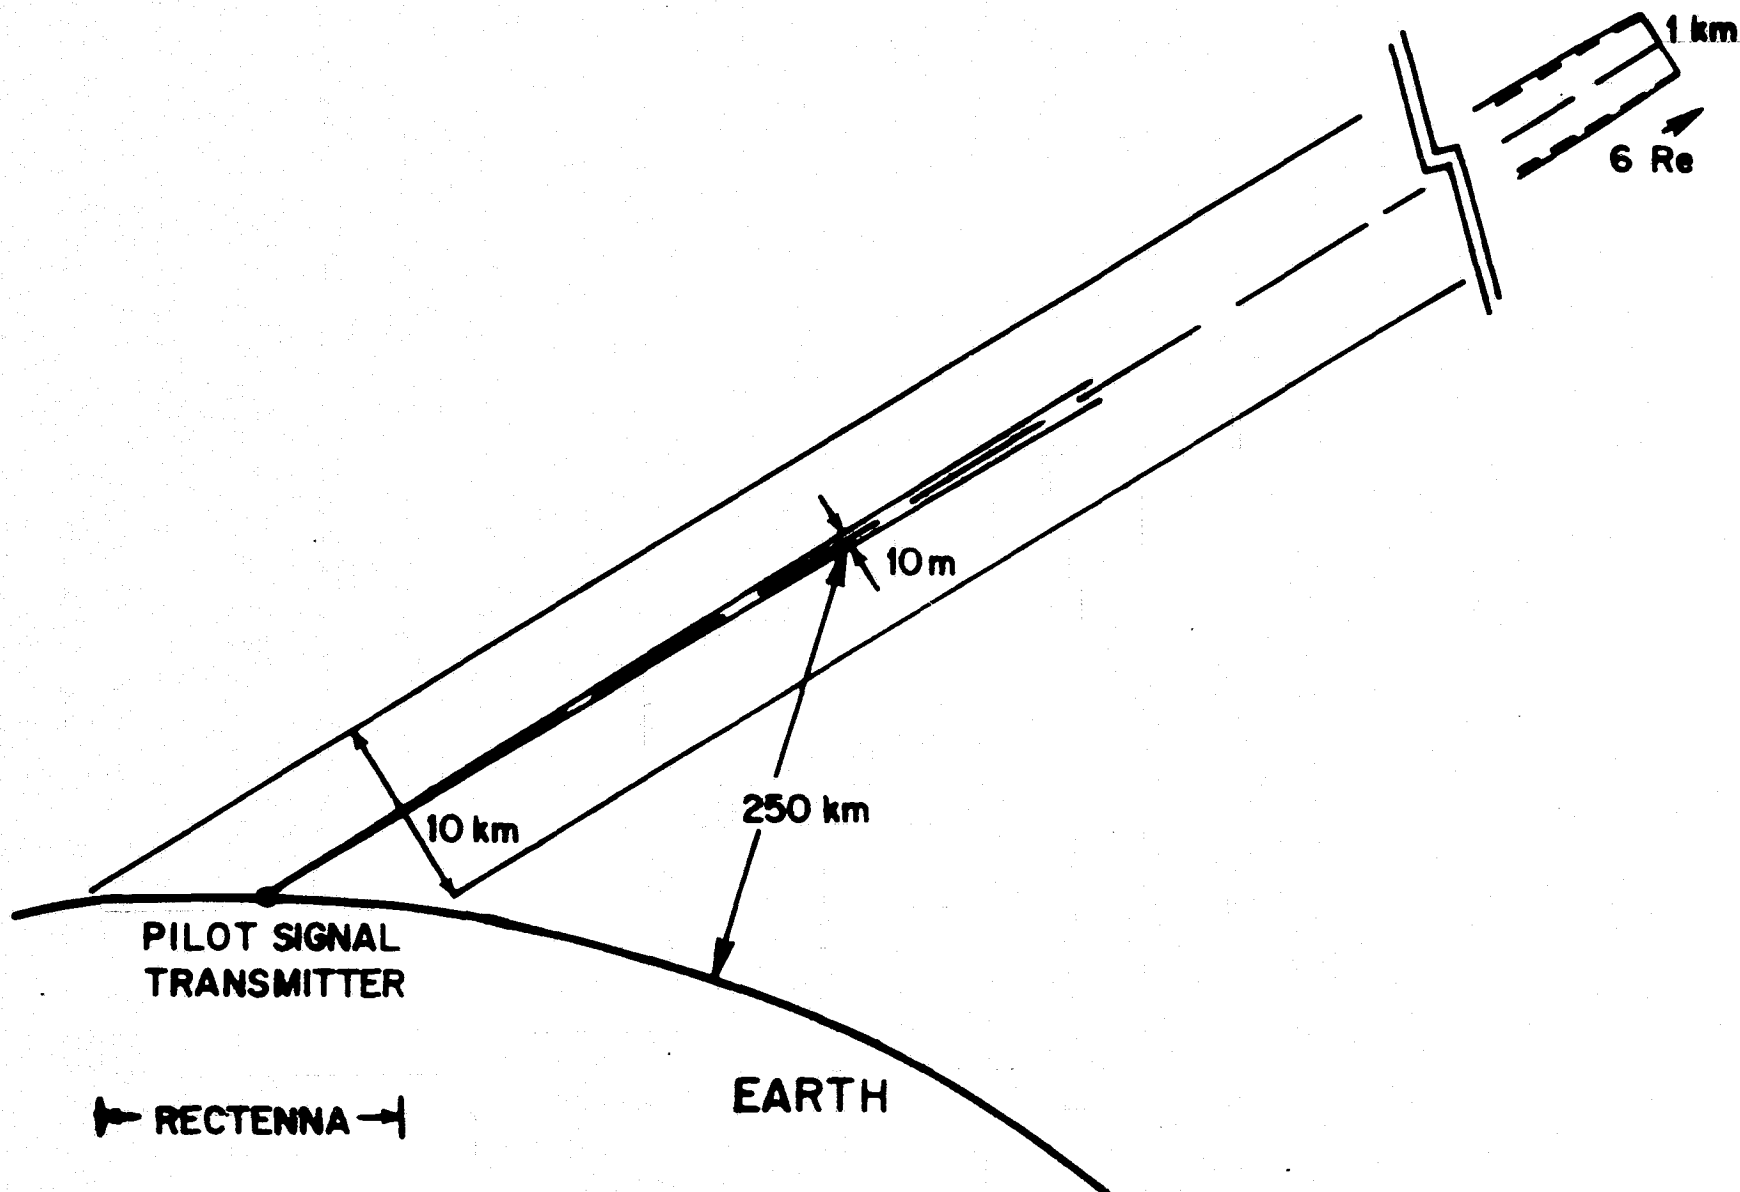 1 km
6 Re
10 m
250 km
10 km
PILOT SIGNAL
TRANSMITTER
EARTH
RECTENNA